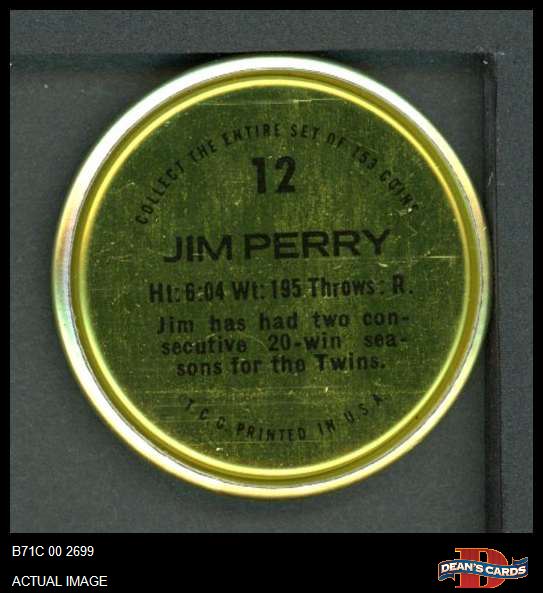 COLLECT THE ENTIRE SET OF 153 COINS
12
JIM PERRY
Ht: 6:04 Wt: 195 Throws: R.
Jim has had two con-
secutive 20-win sea-
sons for the Twins.
T.C.G. PRINTED IN U.S.A.
B71C 00 2699
ACTUAL IMAGE
D
DEAN'S CARDS